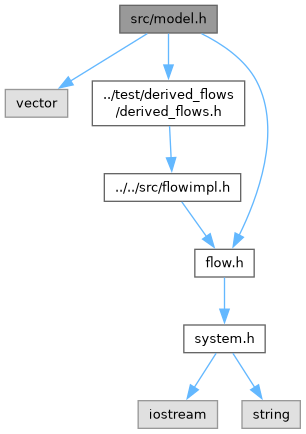 src/model.h
vector
../test/derived_flows
/derived_flows.h
../../src/flowimpl.h
flow.h
system.h
iostream
string